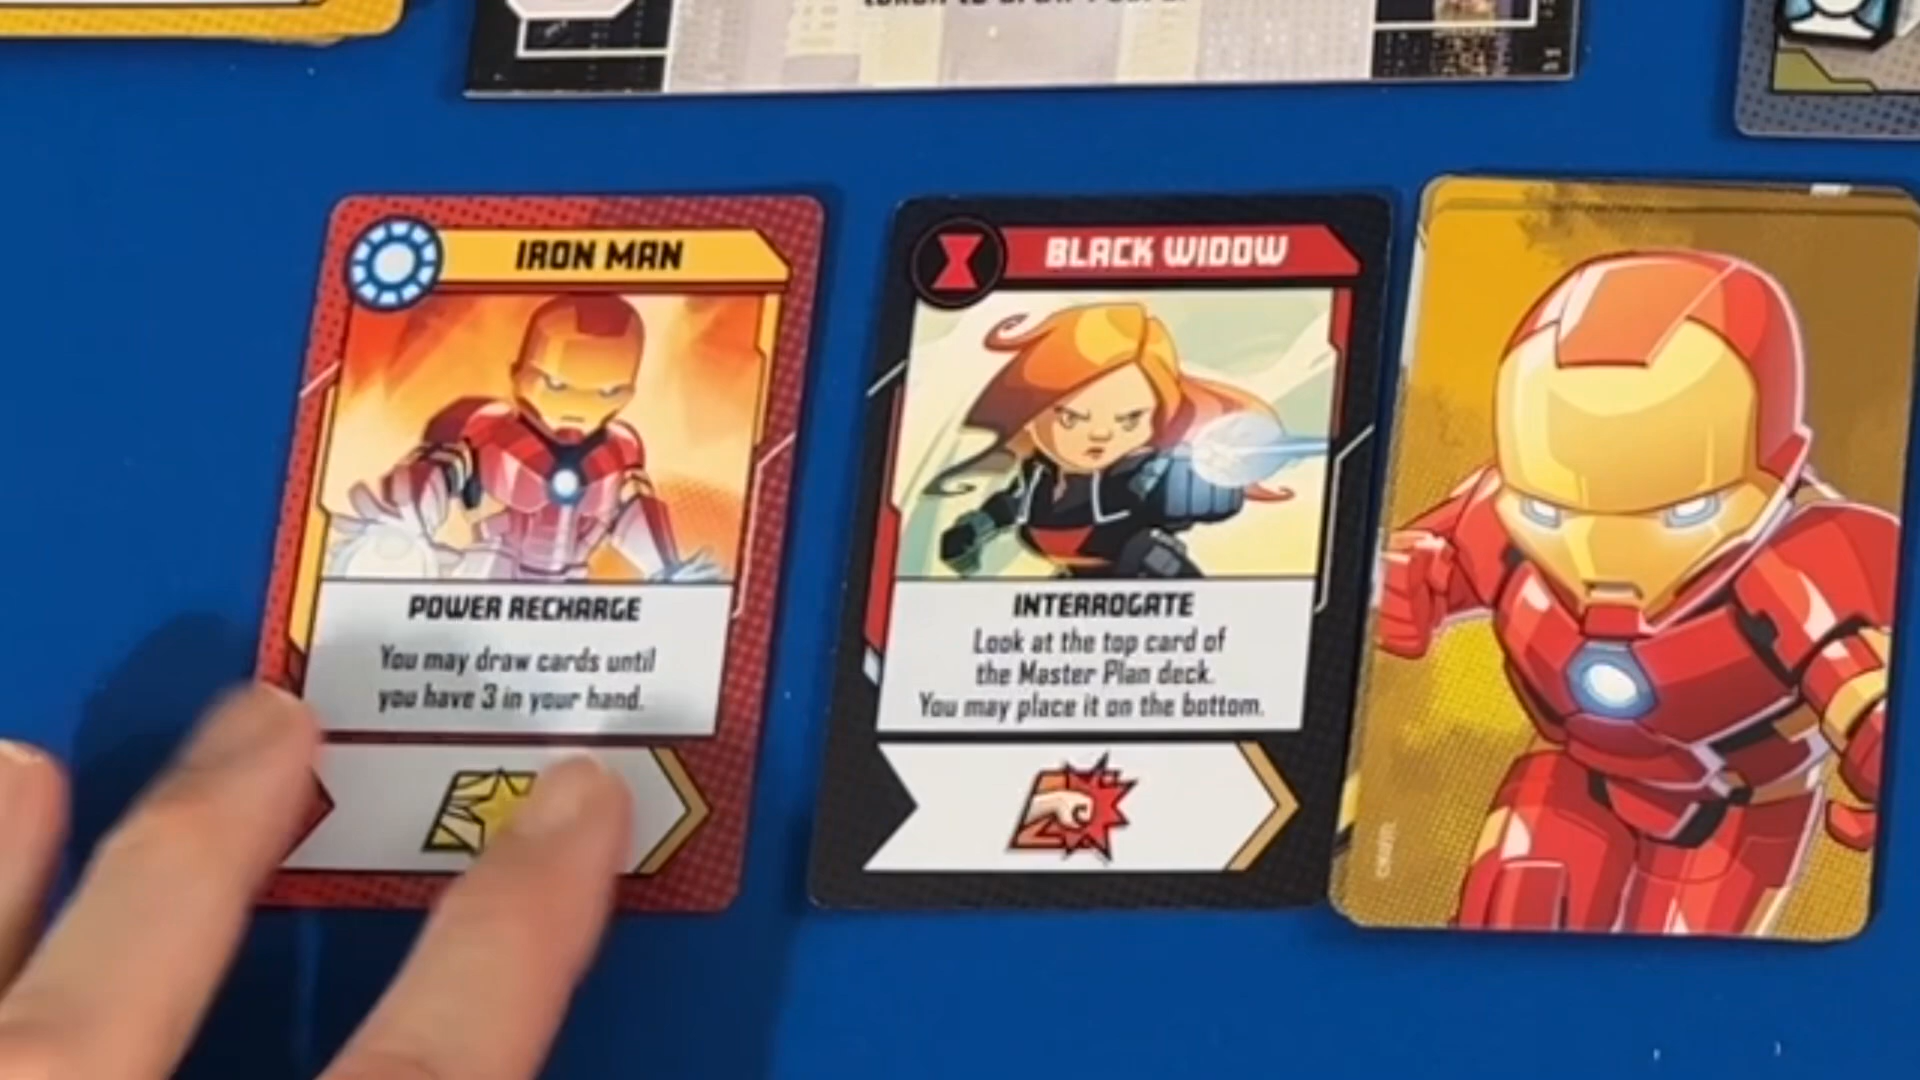 IRON MAN
POWER RECHARGE
You may draw cards until
you have 3 in your hand.
BLACK WIDOW
INTERROGATE
Look at the top card of
the Master Plan deck.
You may place it on the bottom.